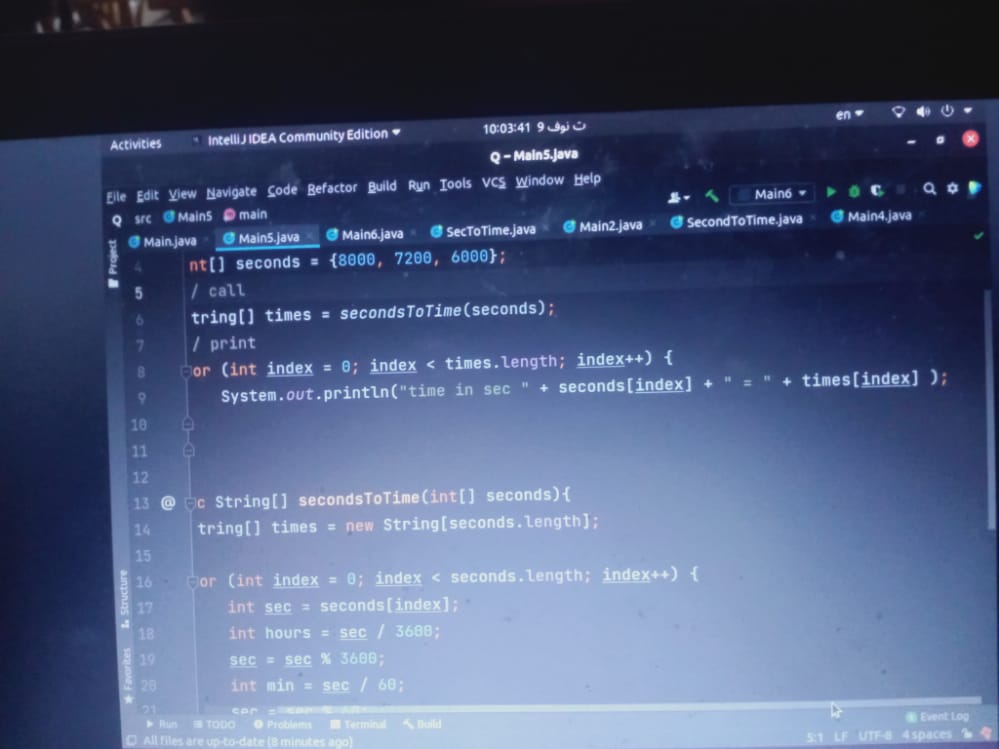 Activities IntelliJ IDEA Community Edition 10:03:41 9 ت نوف en
Q – Main5.java
File Edit View Navigate Code Refactor Build Run Tools VCS Window Help
Main6
Q src Main5 main
Main.java Main5.java Main6.java SecToTime.java Main2.java SecondToTime.java Main4.java
Project
4 nt[] seconds = {8000, 7200, 6000};
5 / call
6 tring[] times = secondsToTime(seconds);
7 / print
8 or (int index = 0; index < times.length; index++) {
9 System.out.println("time in sec " + seconds[index] + " = " + times[index] );
10
11
12
13 @ c String[] secondsToTime(int[] seconds){
14 tring[] times = new String[seconds.length];
15
16 or (int index = 0; index < seconds.length; index++) {
17 int sec = seconds[index];
18 int hours = sec / 3600;
19 sec = sec % 3600;
20 int min = sec / 60;
21 sec = sec % 60;
Structure
Favorites
Run TODO Problems Terminal Build Event Log
All files are up-to-date (8 minutes ago) 5:1 LF UTF-8 4 spaces